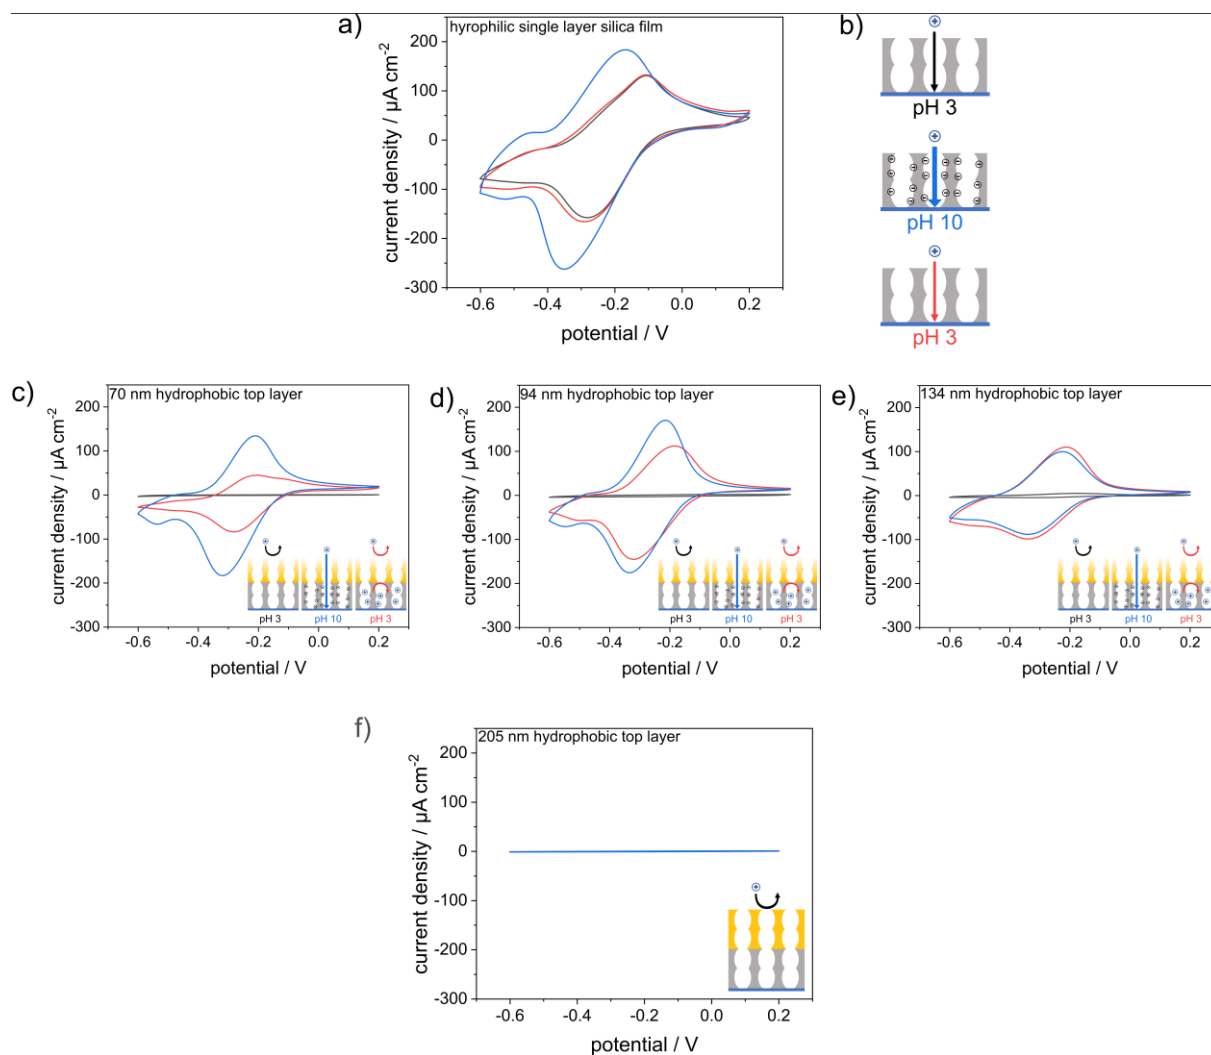 a)
hyrophilic single layer silica film
200
100
0
-100
-200
-300
-0.6 -0.4 -0.2 0.0 0.2
current density / µA cm-2
potential / V
b)
pH 3
pH 10
pH 3
c)
70 nm hydrophobic top layer
200
100
0
-100
-200
-300
-0.6 -0.4 -0.2 0.0 0.2
current density / µA cm-2
potential / V
pH 3 pH 10 pH 3
d)
94 nm hydrophobic top layer
200
100
0
-100
-200
-300
-0.6 -0.4 -0.2 0.0 0.2
current density / µA cm-2
potential / V
pH 3 pH 10 pH 3
e)
134 nm hydrophobic top layer
200
100
0
-100
-200
-300
-0.6 -0.4 -0.2 0.0 0.2
current density / µA cm-2
potential / V
pH 3 pH 10 pH 3
f)
205 nm hydrophobic top layer
200
100
0
-100
-200
-300
-0.6 -0.4 -0.2 0.0 0.2
current density / µA cm-2
potential / V